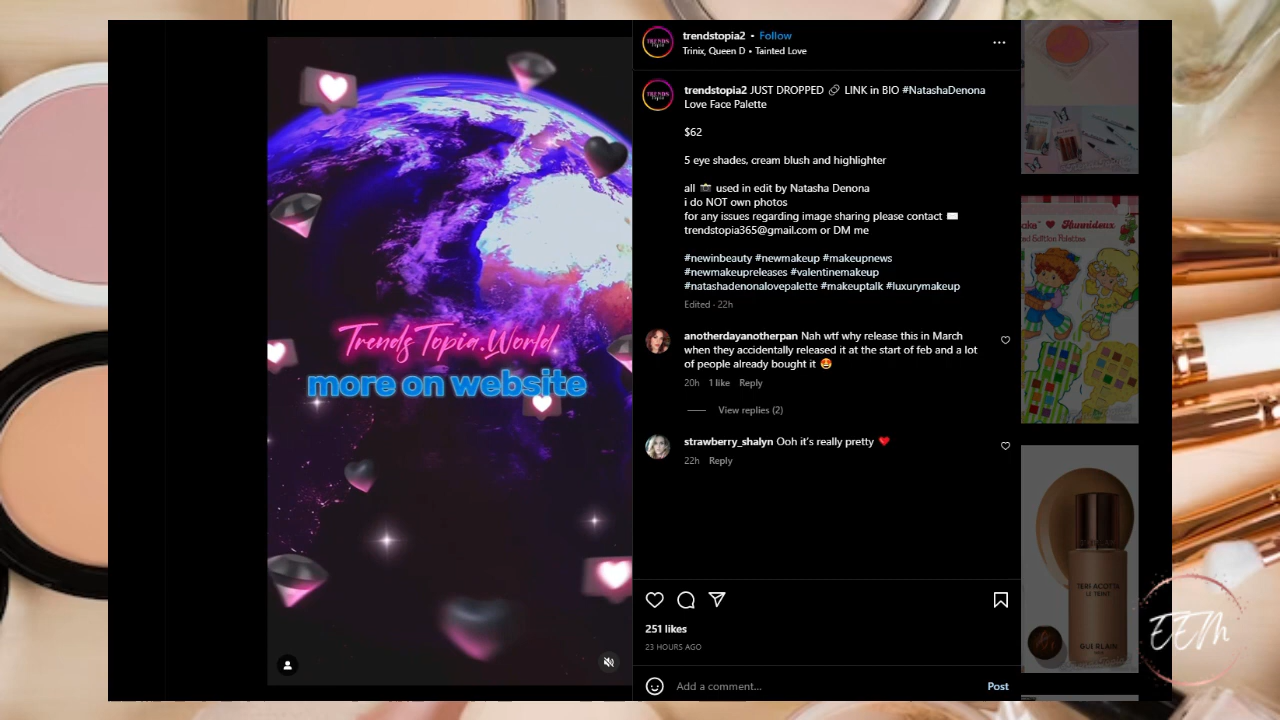 trendstopia2 • Follow
Trinix, Queen D • Tainted Love
trendstopia2 JUST DROPPED 🔗 LINK in BIO #NatashaDenona
Love Face Palette
$62
5 eye shades, cream blush and highlighter
all 📸 used in edit by Natasha Denona
i do NOT own photos
for any issues regarding image sharing please contact ✉️
trendstopia365@gmail.com or DM me
#newinbeauty #newmakeup #makeupnews
#newmakeupreleases #valentinemakeup
#natashadenonalovepalette #makeuptalk #luxurymakeup
Edited · 22h
anotherdayanotherpan Nah wtf why release this in March
when they accidentally released it at the start of feb and a lot
of people already bought it 🤩
20h 1 like Reply
View replies (2)
strawberry_shalyn Ooh it's really pretty ❤️
22h Reply
251 likes
23 HOURS AGO
Add a comment...
Post
TrendsTopia.World
more on website
TERRACOTTA
LE TEINT
GUERLAIN
EEM